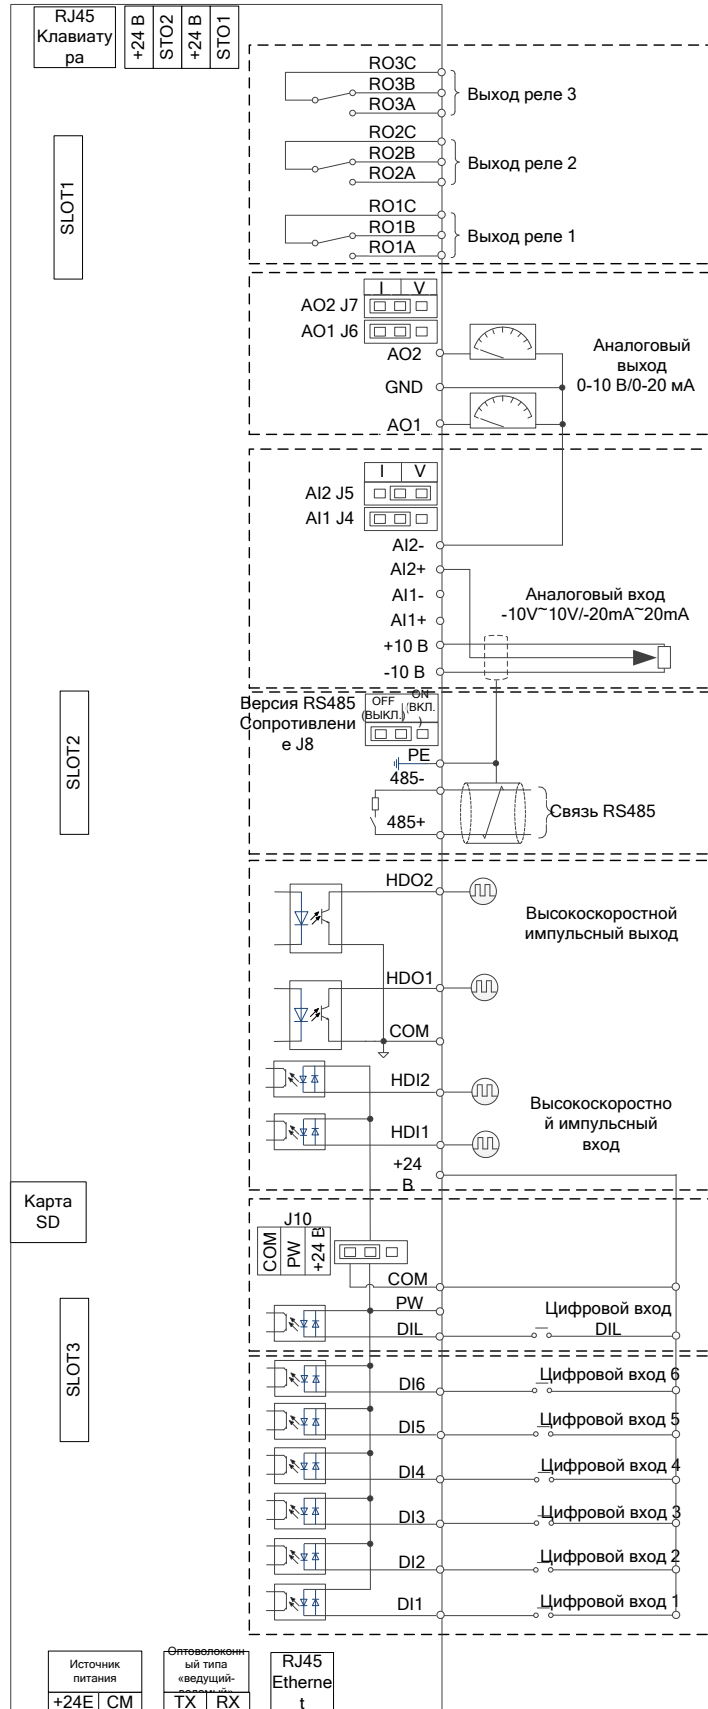 RJ45
Клавиату
ра
+24 В
STO2
+24 В
STO1
RO3C
RO3B
RO3A
Выход реле 3
RO2C
RO2B
RO2A
Выход реле 2
SLOT1
RO1C
RO1B
RO1A
Выход реле 1
I V
AO2 J7
AO1 J6
AO2
GND
AO1
Аналоговый
выход
0-10 В/0-20 мА
I V
AI2 J5
AI1 J4
AI2-
AI2+
AI1-
AI1+
+10 В
-10 В
Аналоговый вход
-10V~10V/-20mA~20mA
SLOT2
Версия RS485
Сопротивлени
е J8
OFF
(ВЫКЛ.)
ON
(ВКЛ.
)
PE
485-
485+
Связь RS485
HDO2
Высокоскоростной
импульсный выход
HDO1
COM
HDI2
HDI1
Высокоскоростно
й импульсный
вход
+24
В
Карта
SD
J10
COM
PW
+24 В
COM
PW
DIL
Цифровой вход
DIL
SLOT3
DI6
Цифровой вход 6
DI5
Цифровой вход 5
DI4
Цифровой вход 4
DI3
Цифровой вход 3
DI2
Цифровой вход 2
DI1
Цифровой вход 1
Источник
питания
+24E CM
Оптоволоконн
ый типа
«ведущий-
ведомый»
TX RX
RJ45
Etherne
t